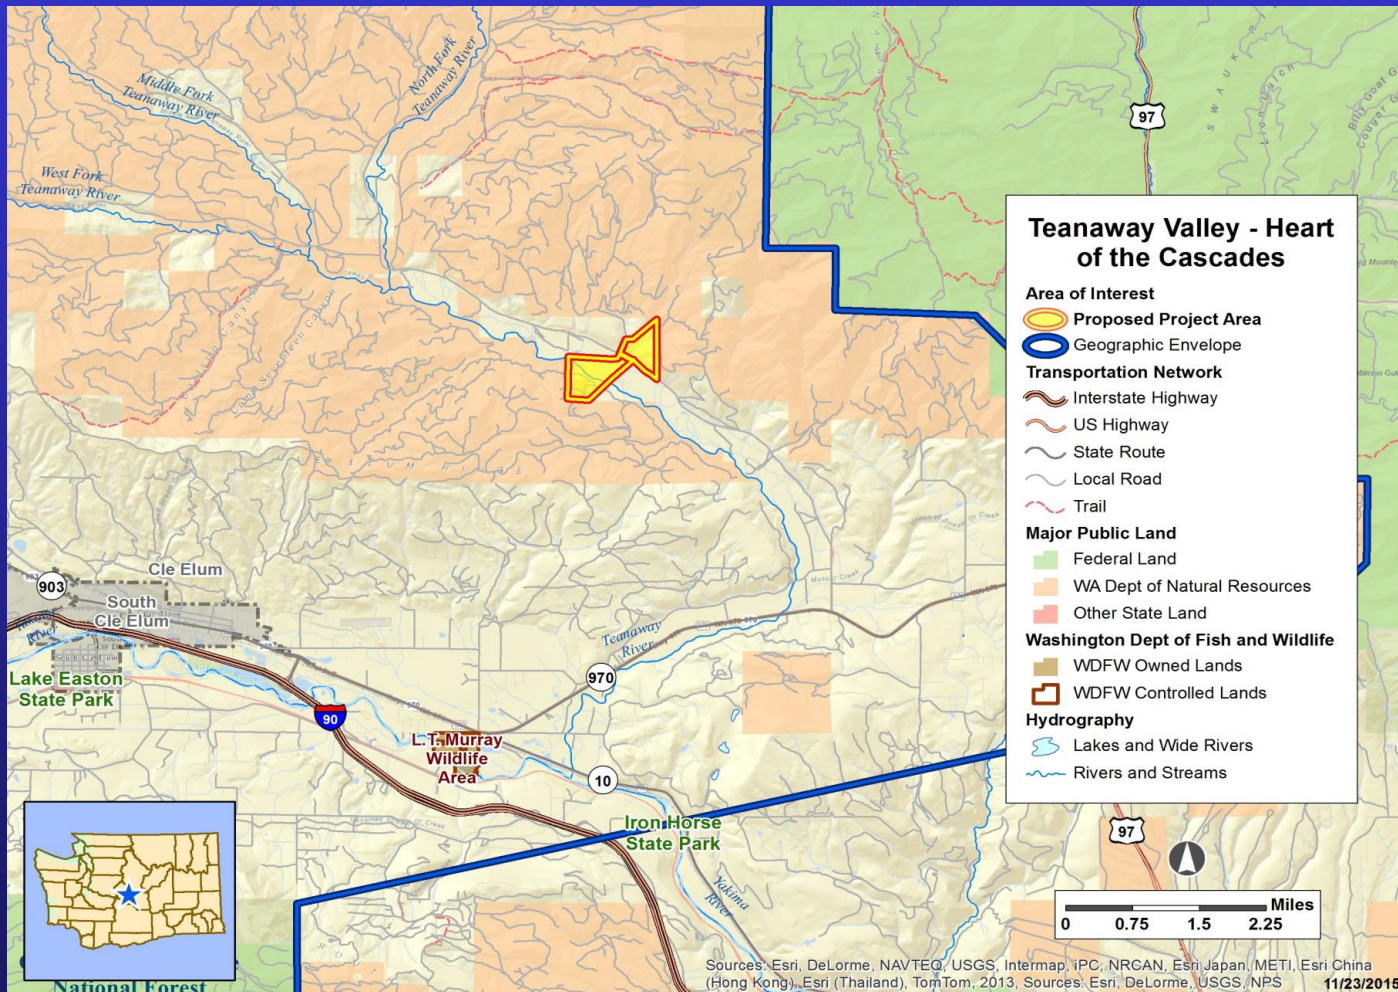 Middle Fork
Teanaway River
North Fork
Teanaway River
West Fork
Teanaway River
97
SWAUK
Lion Gulch
Teanaway Valley - Heart
of the Cascades
Area of Interest
Proposed Project Area
Geographic Envelope
Transportation Network
Interstate Highway
US Highway
State Route
Local Road
Trail
Major Public Land
Federal Land
WA Dept of Natural Resources
Other State Land
Washington Dept of Fish and Wildlife
WDFW Owned Lands
WDFW Controlled Lands
Hydrography
Lakes and Wide Rivers
Rivers and Streams
903
Cle Elum
South
Cle Elum
South Cle Elum
River
Lake Easton
State Park
Teanaway
River
970
90
L.T. Murray
Wildlife
Area
10
Iron Horse
State Park
Yakima
River
97
Miles
0 0.75 1.5 2.25
National Forest
Sources: Esri, DeLorme, NAVTEQ, USGS, Intermap, iPC, NRCAN, Esri Japan, METI, Esri China
(Hong Kong), Esri (Thailand), TomTom, 2013, Sources: Esri, DeLorme, USGS, NPS
11/23/2015